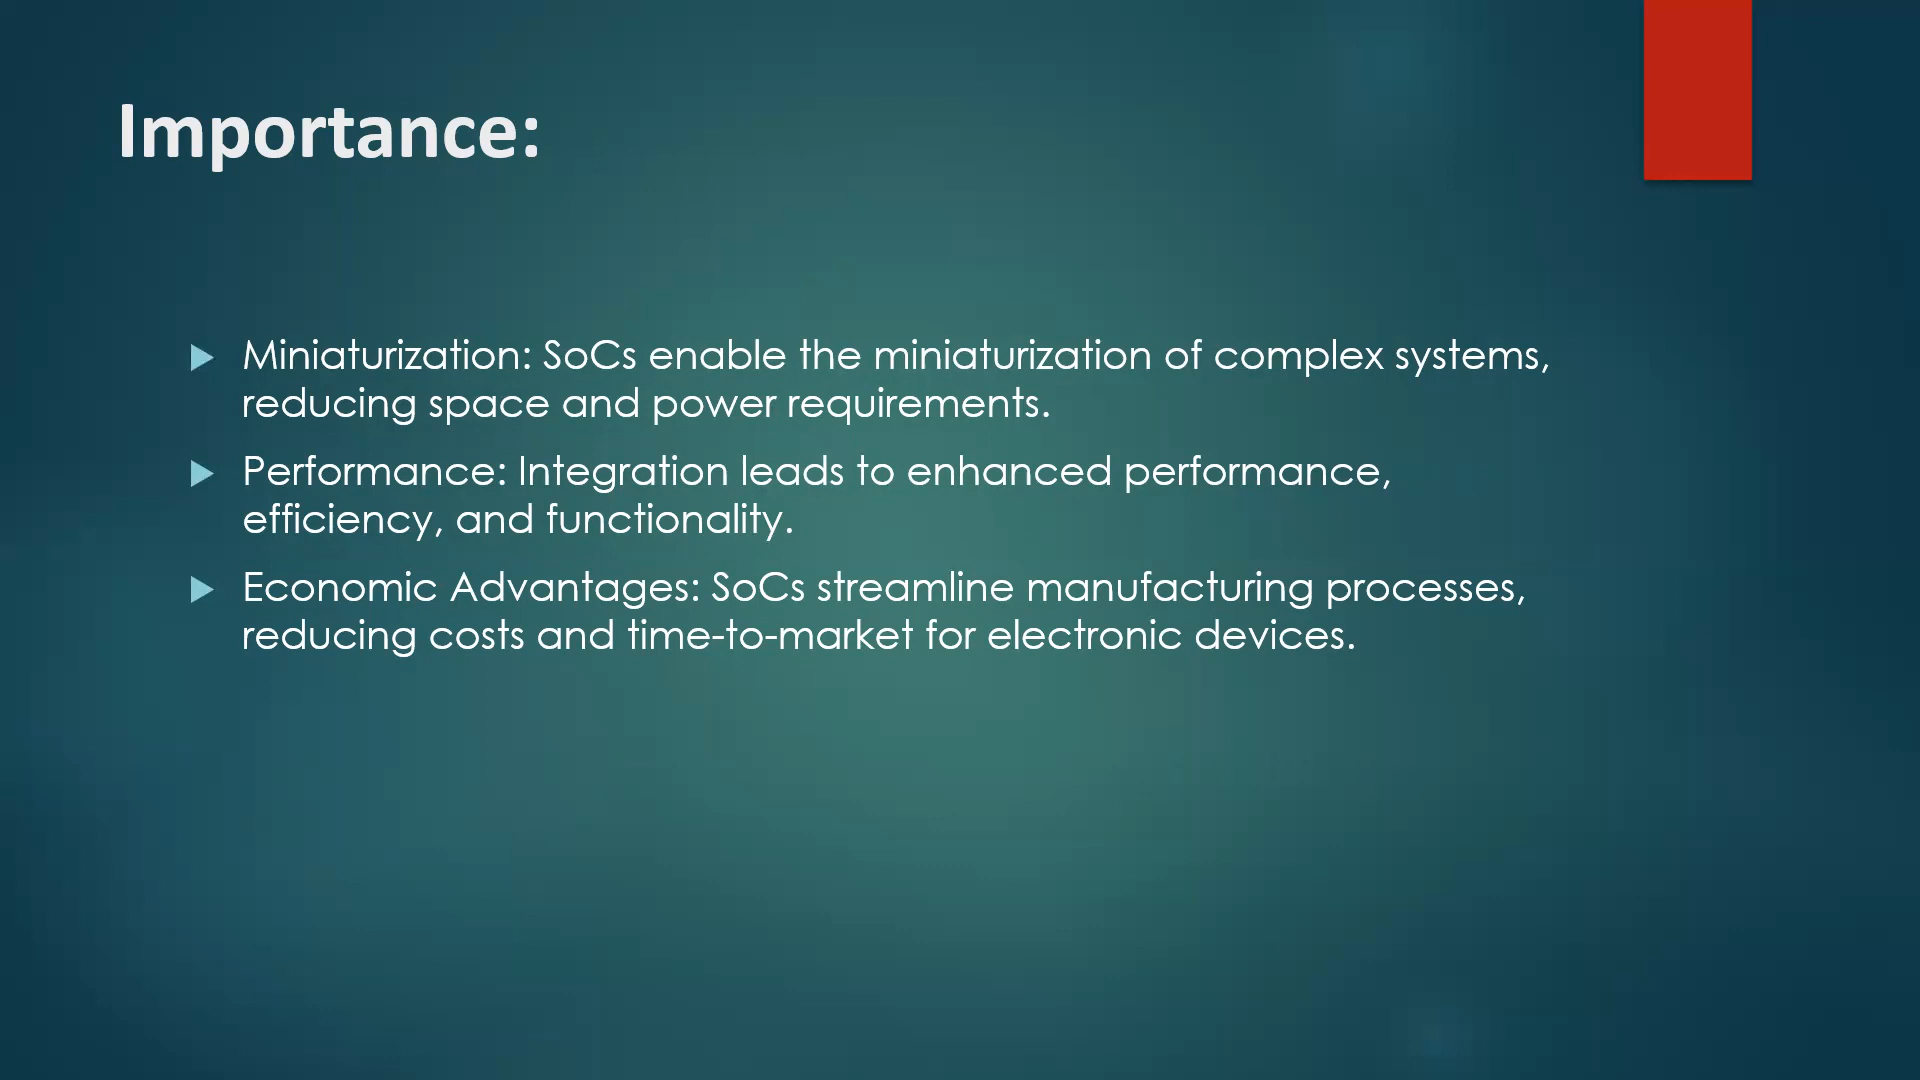 Importance:
Miniaturization: SoCs enable the miniaturization of complex systems,
reducing space and power requirements.
Performance: Integration leads to enhanced performance,
efficiency, and functionality.
Economic Advantages: SoCs streamline manufacturing processes,
reducing costs and time-to-market for electronic devices.